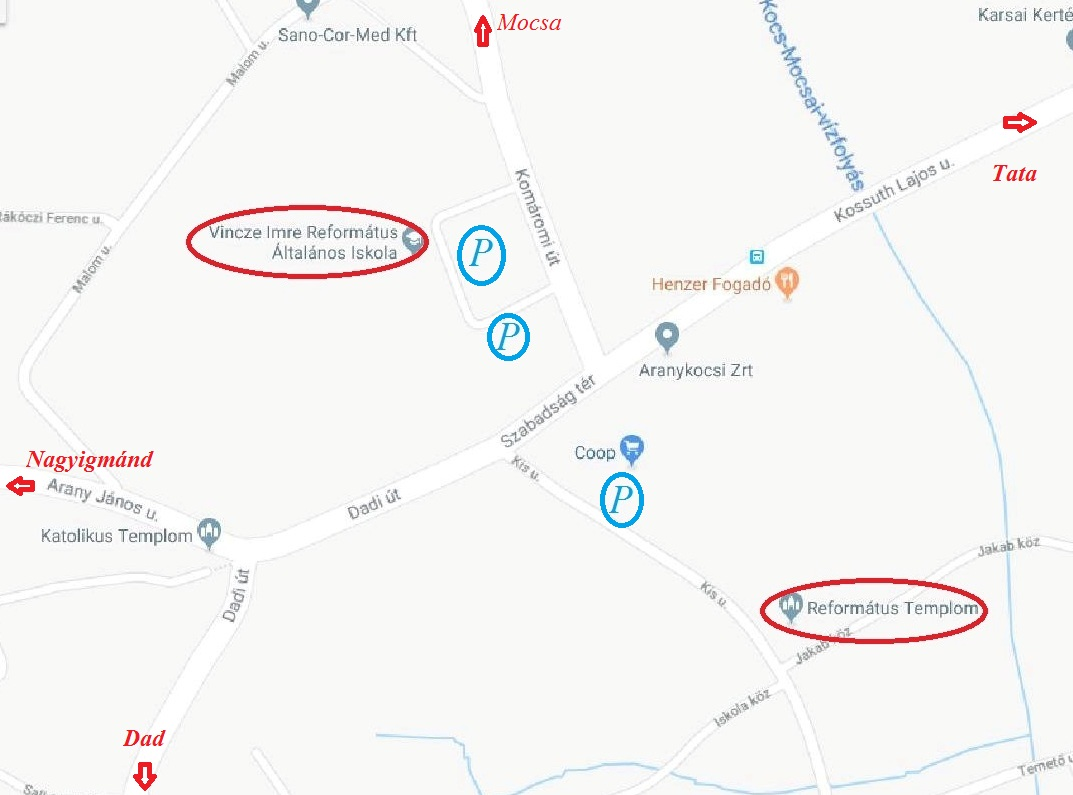 Sano-Cor-Med Kft
Mocsa
Karsai Kerté
Malom u.
Kocs-Mocsai-vízfolyás
Tata
Kossuth Lajos u.
Komáromi út
Rákóczi Ferenc u.
Vincze Imre Református
Általános Iskola
P
Malom u.
Henzer Fogadó
P
Aranykocsi Zrt
Szabadság tér
Coop
Kis u.
Nagyigmánd
Arany János u.
P
Dadi út
Katolikus Templom
Jakab köz
Dadi út
Kis u.
Református Templom
Jakab köz
Iskola köz
Dad
Temető u